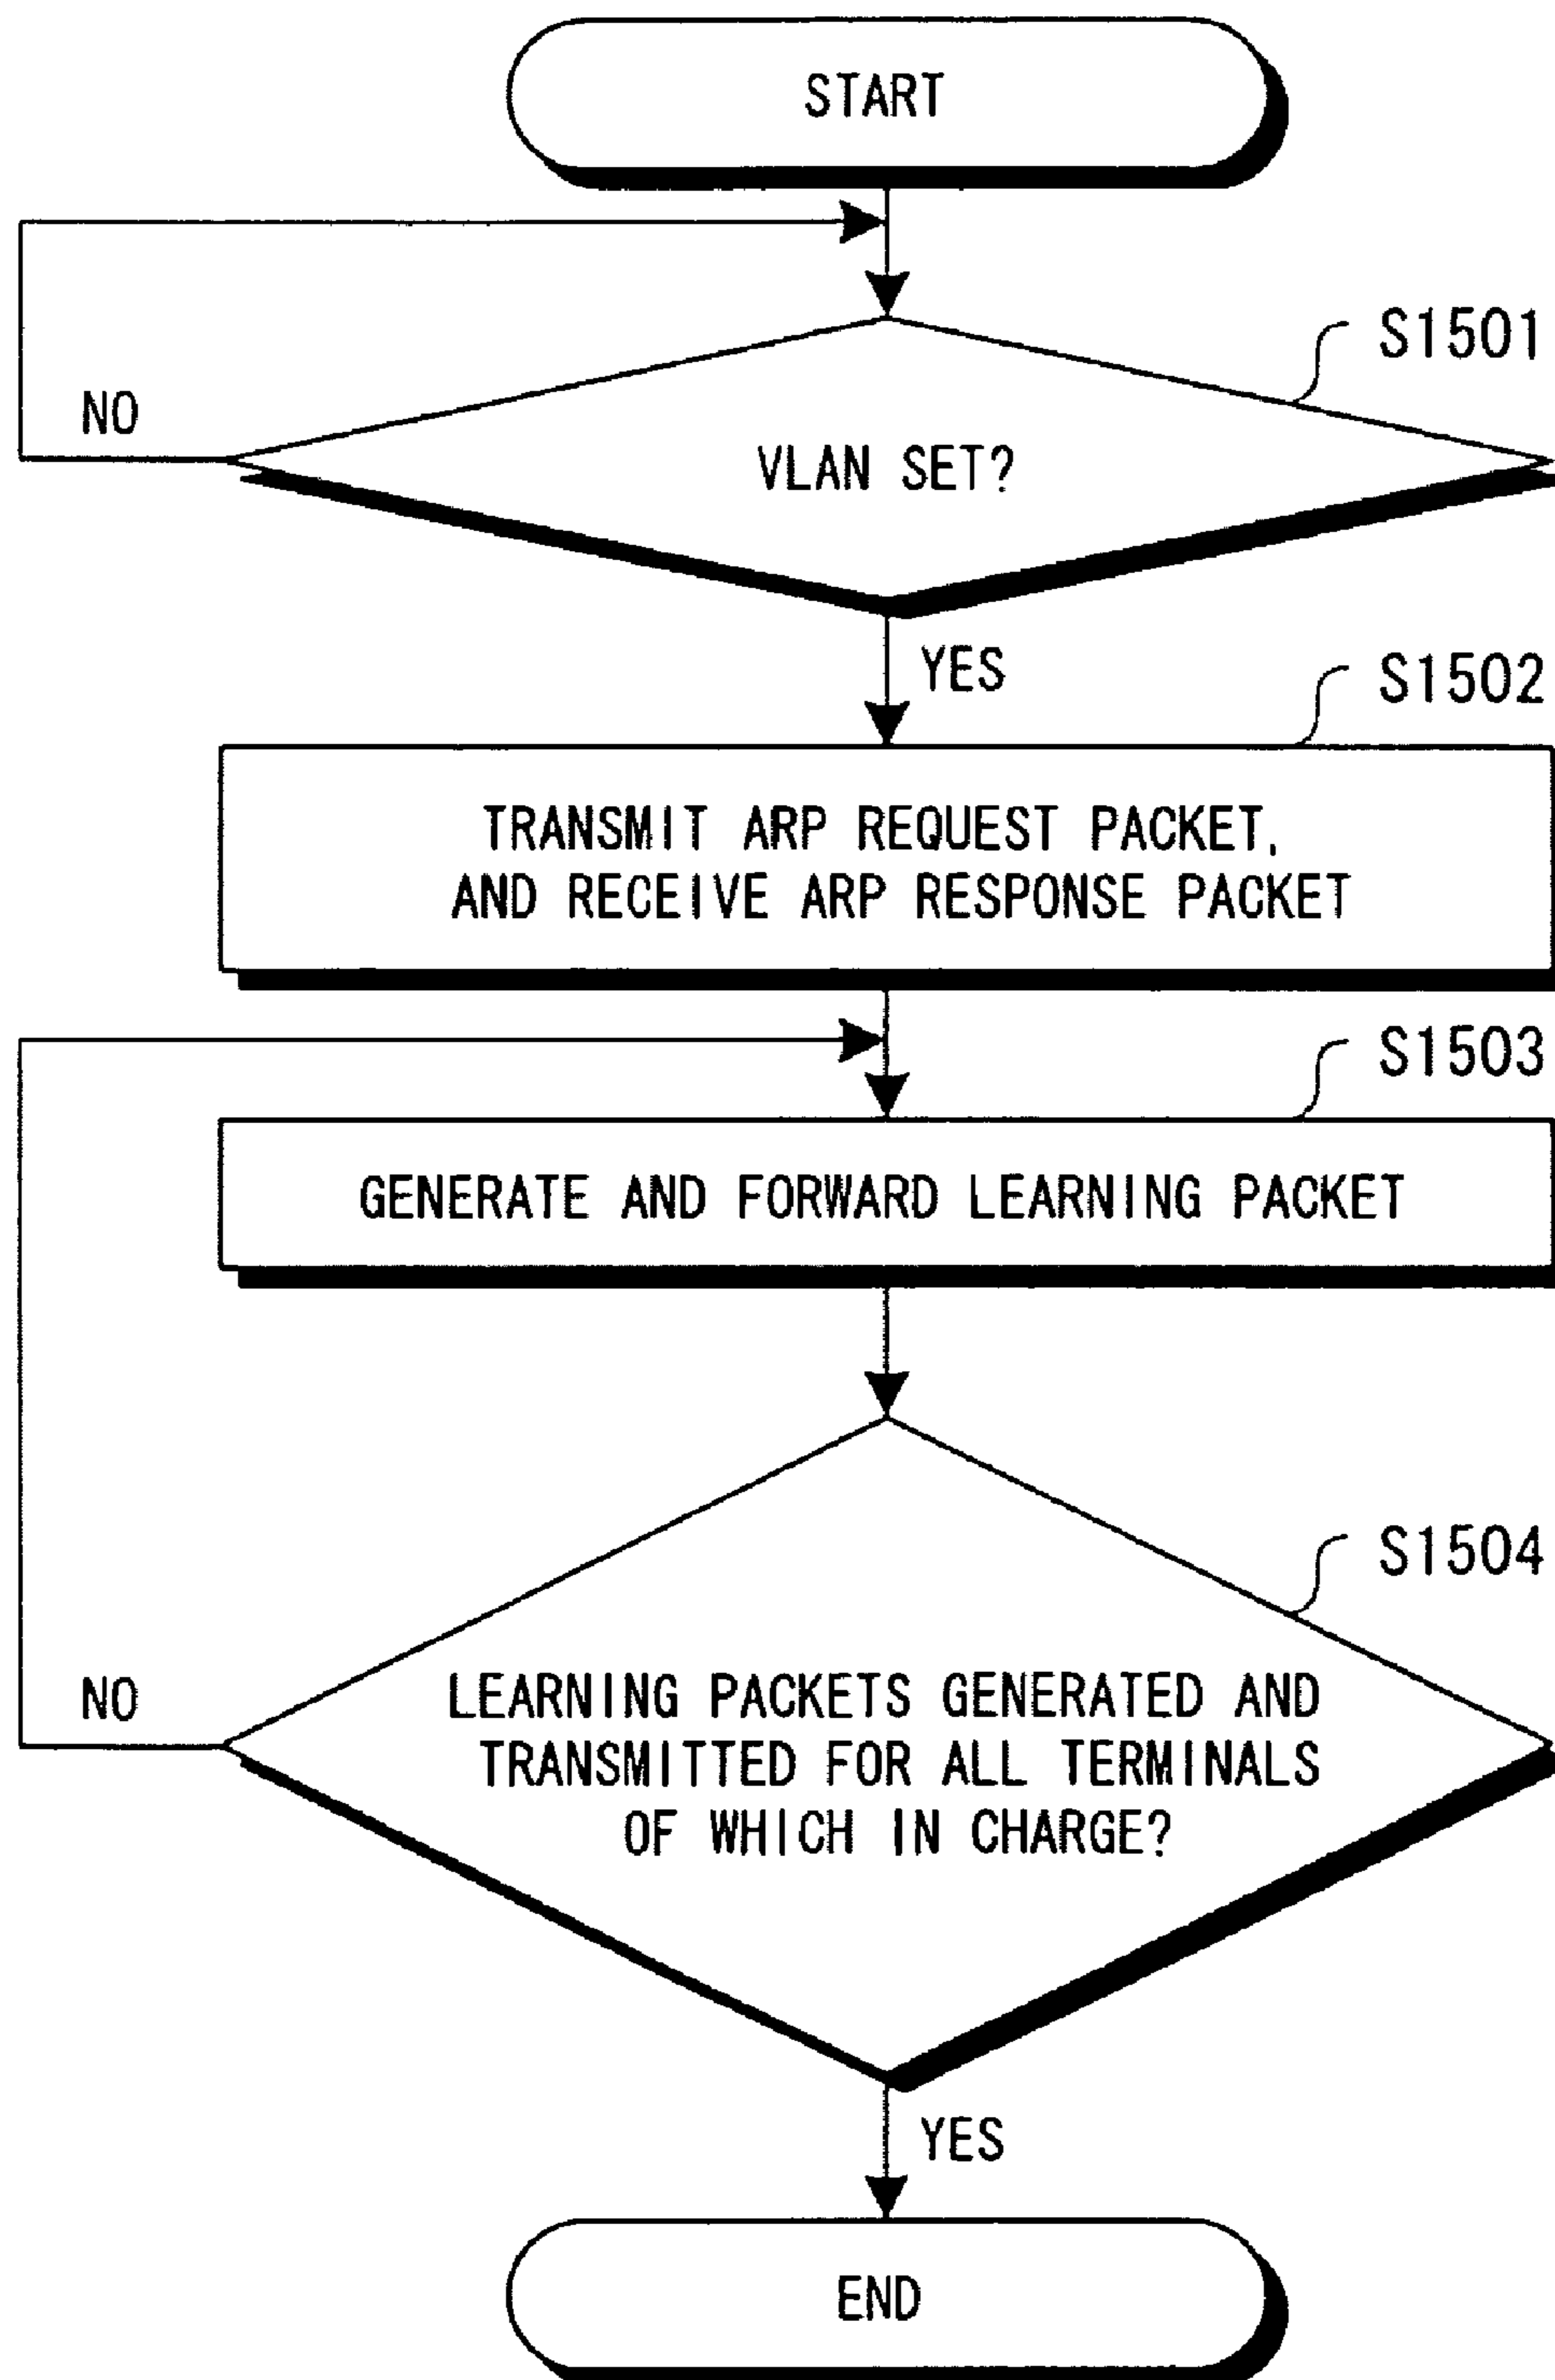 START
S1501
NO
VLAN SET?
YES
S1502
TRANSMIT ARP REQUEST PACKET,
AND RECEIVE ARP RESPONSE PACKET
S1503
GENERATE AND FORWARD LEARNING PACKET
S1504
NO
LEARNING PACKETS GENERATED AND
TRANSMITTED FOR ALL TERMINALS
OF WHICH IN CHARGE?
YES
END